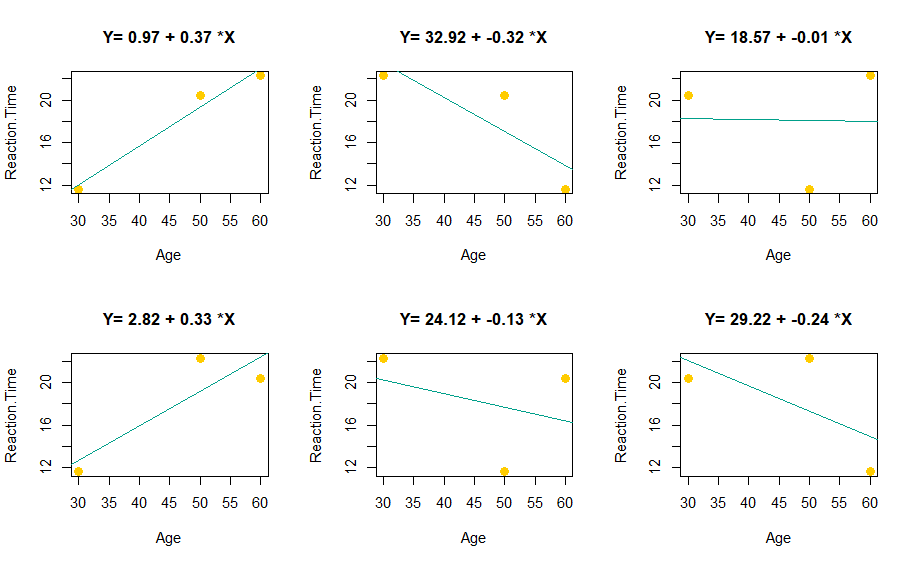 Y= 0.97 + 0.37 *X
Y= 32.92 + -0.32 *X
Y= 18.57 + -0.01 *X
Reaction.Time
12 16 20
30 35 40 45 50 55 60
Age
Reaction.Time
12 16 20
30 35 40 45 50 55 60
Age
Reaction.Time
12 16 20
30 35 40 45 50 55 60
Age
Y= 2.82 + 0.33 *X
Y= 24.12 + -0.13 *X
Y= 29.22 + -0.24 *X
Reaction.Time
12 16 20
30 35 40 45 50 55 60
Age
Reaction.Time
12 16 20
30 35 40 45 50 55 60
Age
Reaction.Time
12 16 20
30 35 40 45 50 55 60
Age